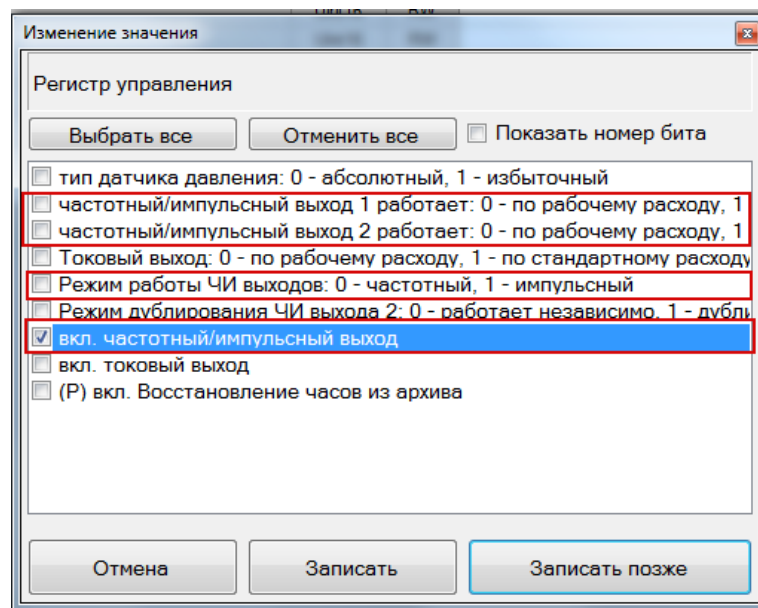 Изменение значения
Регистр управления
Выбрать все
Отменить все
Показать номер бита
тип датчика давления: 0 - абсолютный, 1 - избыточный
частотный/импульсный выход 1 работает: 0 - по рабочему расходу, 1
частотный/импульсный выход 2 работает: 0 - по рабочему расходу, 1
Токовый выход: 0 - по рабочему расходу, 1 - по стандартному расходу
Режим работы ЧИ выходов: 0 - частотный, 1 - импульсный
Режим дублирования ЧИ выхода 2: 0 - работает независимо, 1 - дубли
вкл. частотный/импульсный выход
вкл. токовый выход
(Р) вкл. Восстановление часов из архива
Отмена
Записать
Записать позже